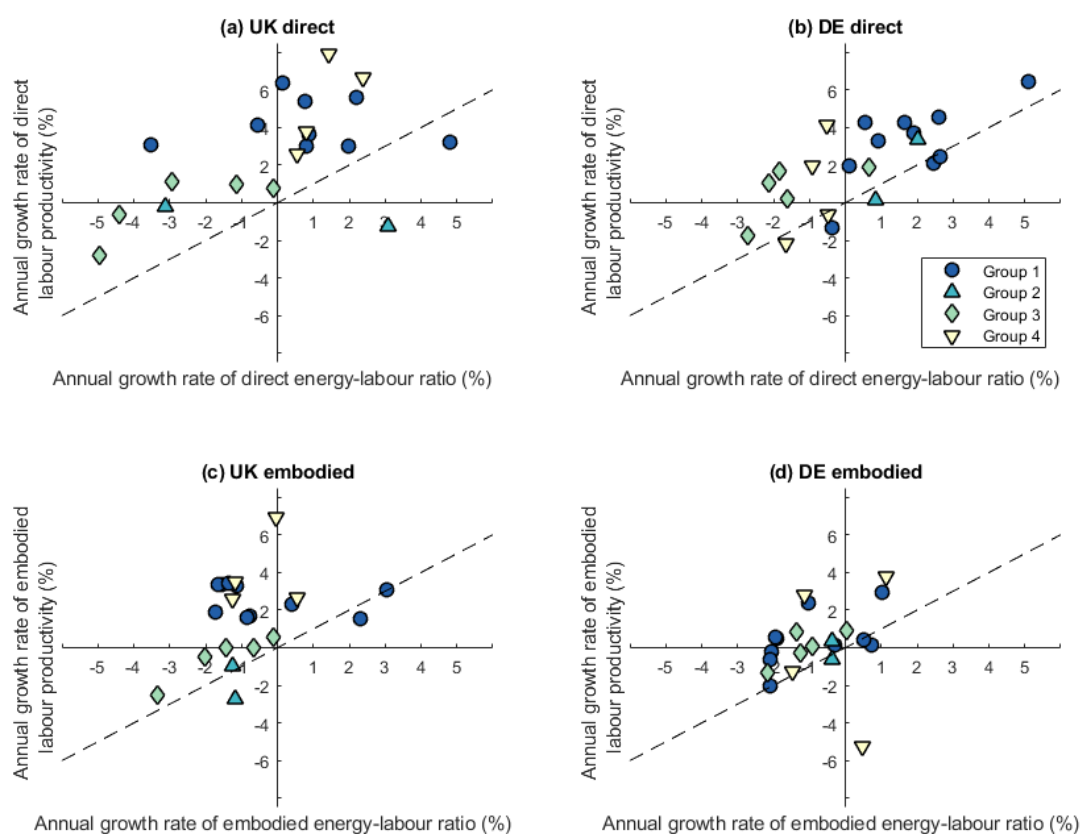 (a) UK direct
Annual growth rate of direct
labour productivity (%)
6
4
2
-2
-4
-6
-5 -4 -3 -2 -1 1 2 3 4 5
Annual growth rate of direct energy-labour ratio (%)
(b) DE direct
Annual growth rate of direct
labour productivity (%)
6
4
2
-2
-4
-6
-5 -4 -3 -2 -1 1 2 3 4 5
Group 1
Group 2
Group 3
Group 4
Annual growth rate of direct energy-labour ratio (%)
(c) UK embodied
Annual growth rate of embodied
labour productivity (%)
6
4
2
-2
-4
-6
-5 -4 -3 -2 -1 1 2 3 4 5
Annual growth rate of embodied energy-labour ratio (%)
(d) DE embodied
Annual growth rate of embodied
labour productivity (%)
6
4
2
-2
-4
-6
-5 -4 -3 -2 -1 1 2 3 4 5
Annual growth rate of embodied energy-labour ratio (%)